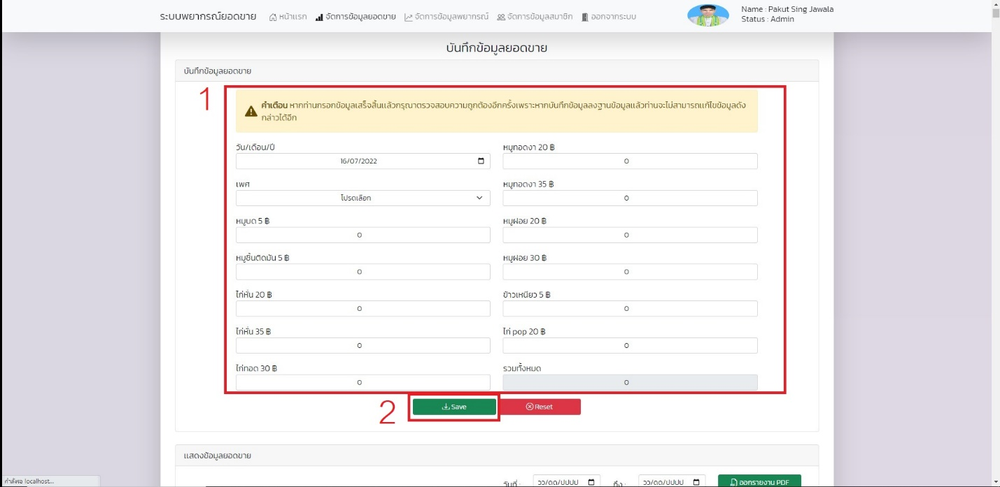 ระบบพยากรณ์ยอดขาย หน้าแรก จัดการข้อมูลยอดขาย จัดการข้อมูลพยากรณ์ จัดการข้อมูลสมาชิก ออกจากระบบ
Name : Pakut Sing Jawala
Status : Admin
บันทึกข้อมูลยอดขาย
บันทึกข้อมูลยอดขาย
1
คำเตือน หากท่านกรอกข้อมูลเสร็จสิ้นแล้วกรุณาตรวจสอบความถูกต้องอีกครั้งเพราะหากบันทึกข้อมูลลงฐานข้อมูลแล้วท่านจะไม่สามารถแก้ไขข้อมูลดัง
กล่าวได้อีก
วัน/เดือน/ปี
16/07/2022
หมูทอดงา 20 ฿
0
เพศ
โปรดเลือก
หมูทอดงา 35 ฿
0
หมูบด 5 ฿
0
หมูฝอย 20 ฿
0
หมูชิ้นติดมัน 5 ฿
0
หมูฝอย 30 ฿
0
ไก่หั่น 20 ฿
0
ข้าวเหนียว 5 ฿
0
ไก่หั่น 35 ฿
0
ไก่ pop 20 ฿
0
ไก่ทอด 30 ฿
0
รวมทั้งหมด
0
2
Save
Reset
แสดงข้อมูลยอดขาย
วันที่ : วว/ดด/ปปปป ถึง : วว/ดด/ปปปป ออกรายงาน PDF
กำลังรอ localhost...